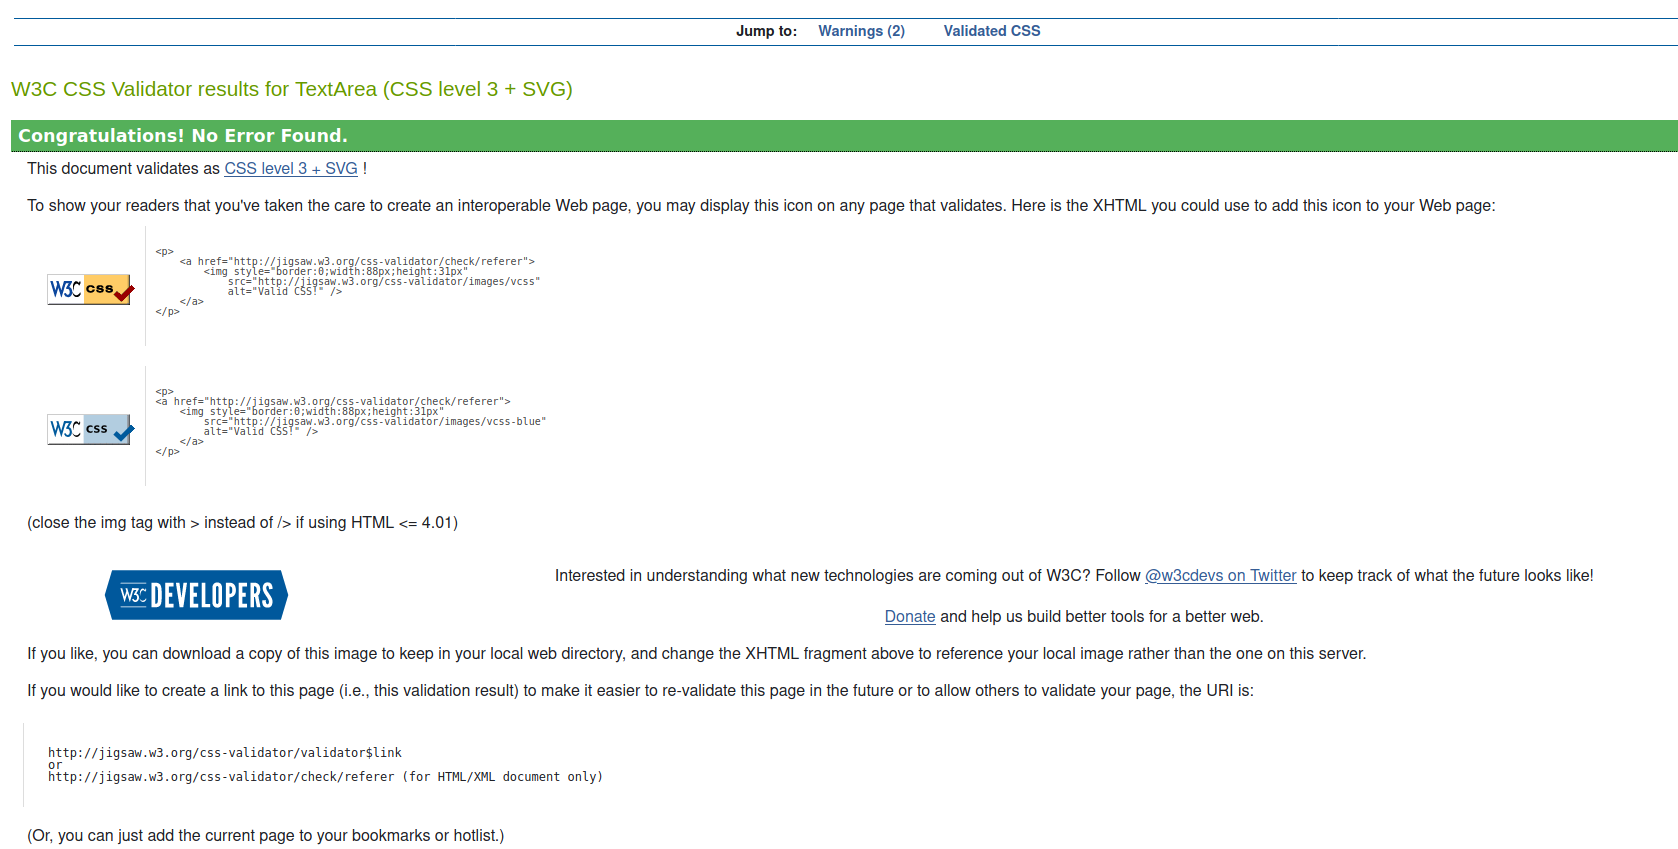 Jump to: Warnings (2) Validated CSS
W3C CSS Validator results for TextArea (CSS level 3 + SVG)
Congratulations! No Error Found.
This document validates as CSS level 3 + SVG !
To show your readers that you've taken the care to create an interoperable Web page, you may display this icon on any page that validates. Here is the XHTML you could use to add this icon to your Web page:
W3C css
<p>
<a href="http://jigsaw.w3.org/css-validator/check/referer">
<img style="border:0;width:88px;height:31px"
src="http://jigsaw.w3.org/css-validator/images/vcss"
alt="Valid CSS!" />
</a>
</p>
W3C css
<p>
<a href="http://jigsaw.w3.org/css-validator/check/referer">
<img style="border:0;width:88px;height:31px"
src="http://jigsaw.w3.org/css-validator/images/vcss-blue"
alt="Valid CSS!" />
</a>
</p>
(close the img tag with > instead of /> if using HTML <= 4.01)
W3C DEVELOPERS
Interested in understanding what new technologies are coming out of W3C? Follow @w3cdevs on Twitter to keep track of what the future looks like!
Donate and help us build better tools for a better web.
If you like, you can download a copy of this image to keep in your local web directory, and change the XHTML fragment above to reference your local image rather than the one on this server.
If you would like to create a link to this page (i.e., this validation result) to make it easier to re-validate this page in the future or to allow others to validate your page, the URI is:
http://jigsaw.w3.org/css-validator/validator$link
or
http://jigsaw.w3.org/css-validator/check/referer (for HTML/XML document only)
(Or, you can just add the current page to your bookmarks or hotlist.)